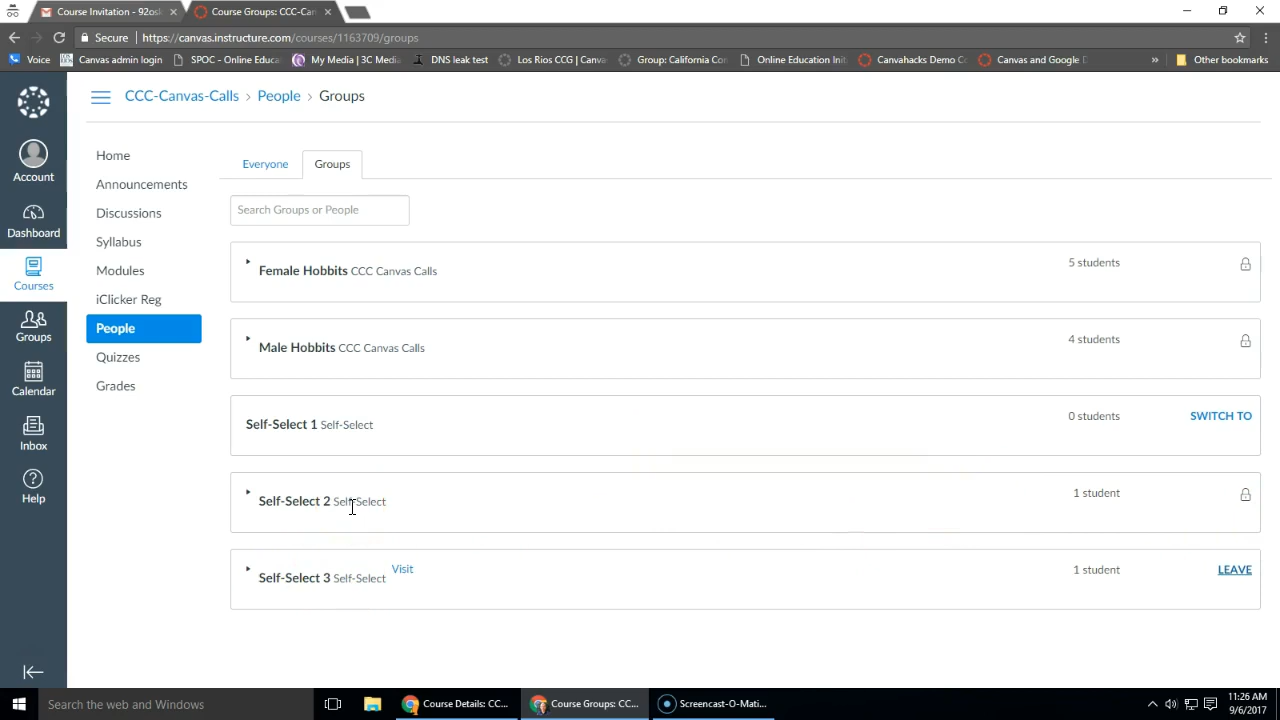 Course Invitation - 92osl
Course Groups: CCC-Can
Secure
https://canvas.instructure.com/courses/1163709/groups
Voice
Canvas admin login
SPOC - Online Educa
My Media | 3C Media
DNS leak test
Los Rios CCG | Canva
Group: California Co
Online Education Init
Canvahacks Demo Co
Canvas and Google D
»
Other bookmarks
CCC-Canvas-Calls > People > Groups
Account
Dashboard
Courses
Groups
Calendar
Inbox
Help
Home
Announcements
Discussions
Syllabus
Modules
iClicker Reg
People
Quizzes
Grades
Everyone
Groups
Search Groups or People
Female Hobbits CCC Canvas Calls
5 students
Male Hobbits CCC Canvas Calls
4 students
Self-Select 1 Self-Select
0 students
SWITCH TO
Self-Select 2 Self-Select
1 student
Self-Select 3 Self-Select
Visit
1 student
LEAVE
Search the web and Windows
Course Details: CC...
Course Groups: CC...
Screencast-O-Mati...
11:26 AM
9/6/2017